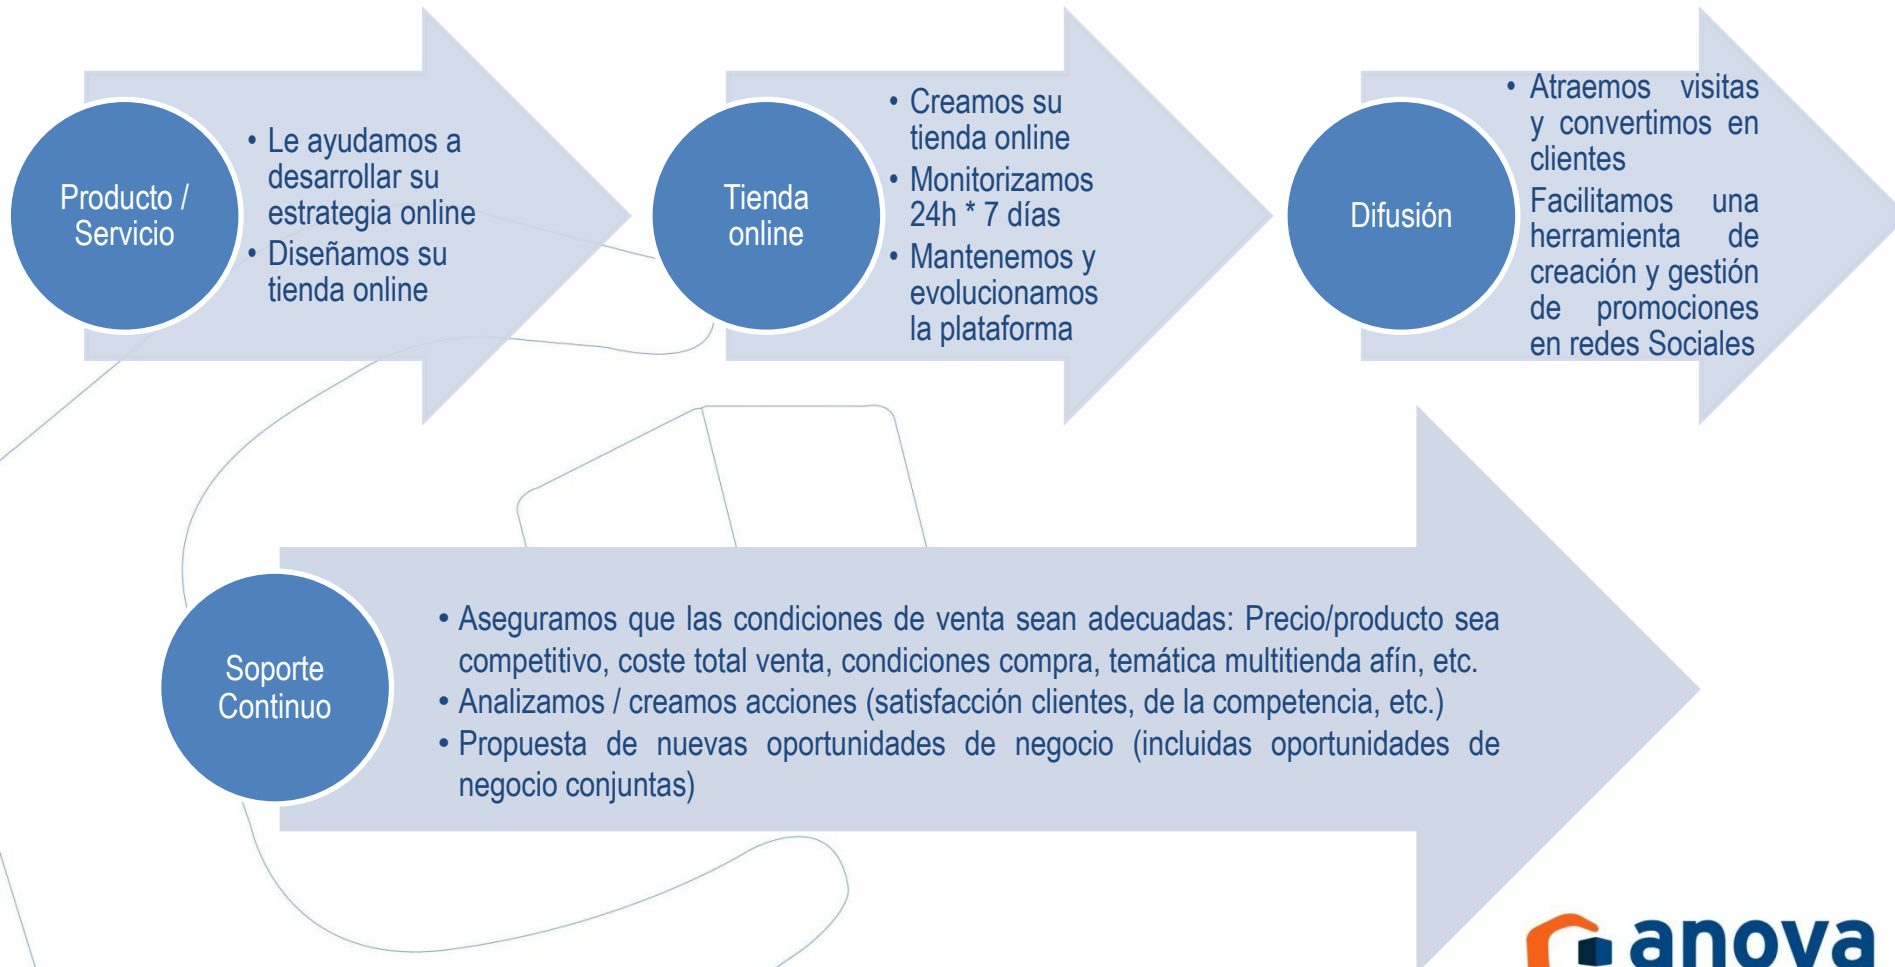 Producto /
Servicio
• Le ayudamos a
desarrollar su
estrategia online
• Diseñamos su
tienda online
Tienda
online
• Creamos su
tienda online
• Monitorizamos
24h * 7 días
• Mantenemos y
evolucionamos
la plataforma
Difusión
• Atraemos visitas
y convertimos en
clientes
Facilitamos una
herramienta de
creación y gestión
de promociones
en redes Sociales
Soporte
Continuo
• Aseguramos que las condiciones de venta sean adecuadas: Precio/producto sea
competitivo, coste total venta, condiciones compra, temática multitienda afín, etc.
• Analizamos / creamos acciones (satisfacción clientes, de la competencia, etc.)
• Propuesta de nuevas oportunidades de negocio (incluidas oportunidades de
negocio conjuntas)
anova